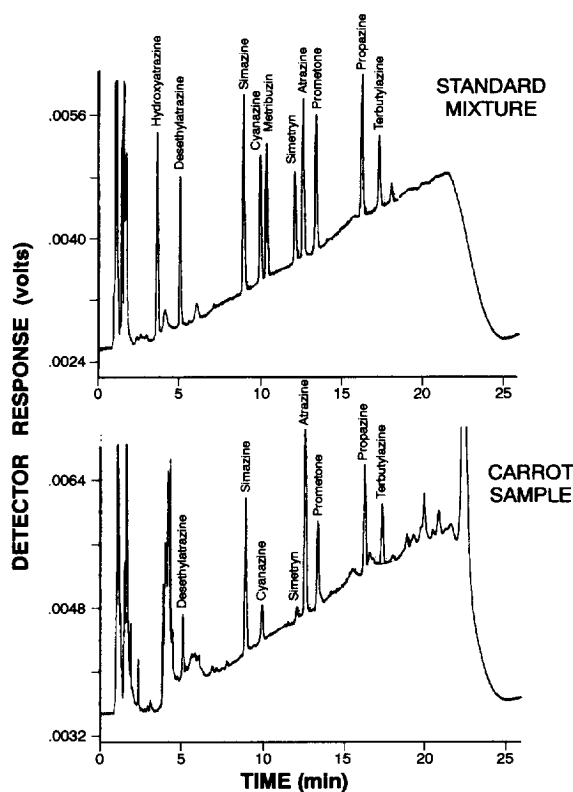 DETECTOR RESPONSE (volts)
STANDARD
MIXTURE
Hydroxyatrazine
Desethylatrazine
Simazine
Cyanazine
Metribuzin
Simetryn
Atrazine
Prometone
Propazine
Terbutylazine
.0056
.0040
.0024
0 5 10 15 20 25
CARROT
SAMPLE
Desethylatrazine
Simazine
Cyanazine
Simetryn
Atrazine
Prometone
Propazine
Terbutylazine
.0064
.0048
.0032
0 5 10 15 20 25
TIME (min)